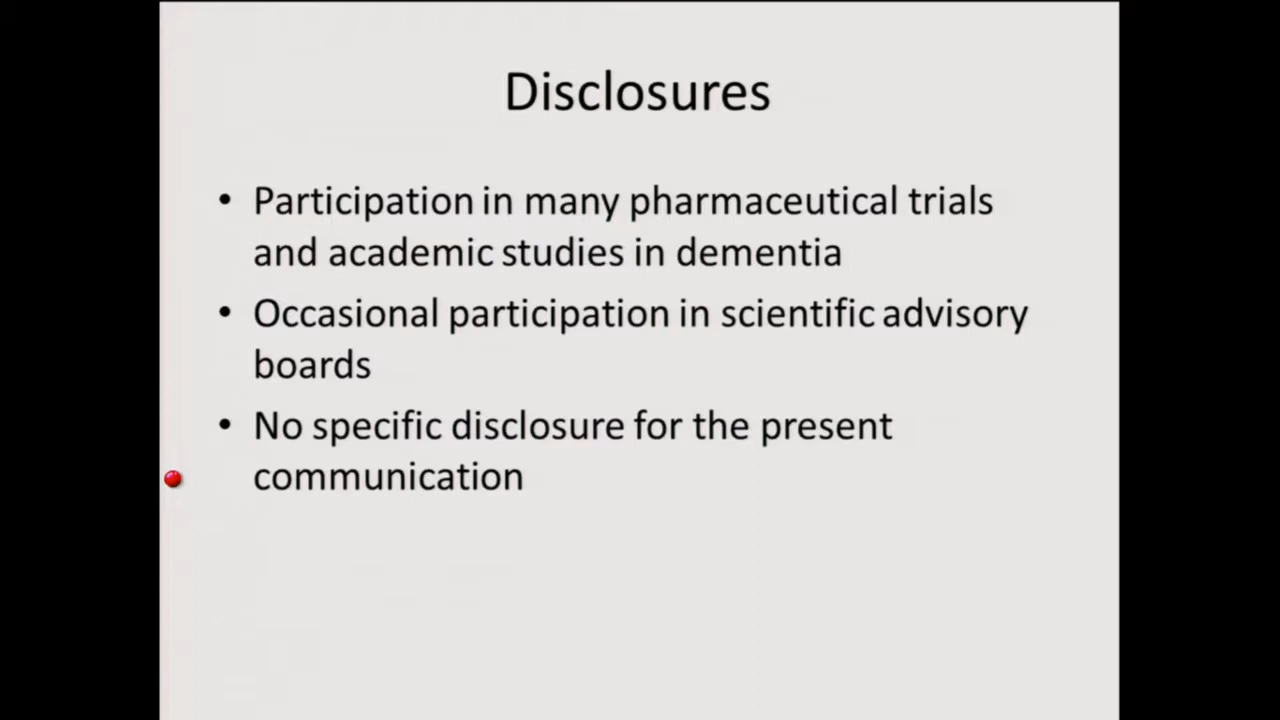 Disclosures
• Participation in many pharmaceutical trials
and academic studies in dementia
• Occasional participation in scientific advisory
boards
• No specific disclosure for the present
communication